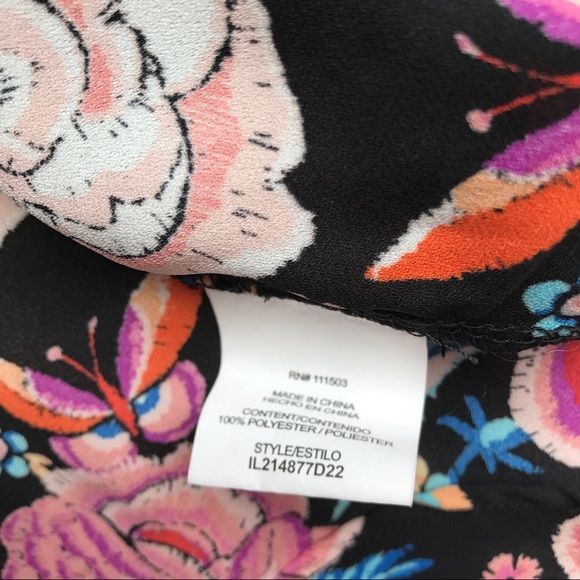 RN# 111503
MADE IN CHINA
HECHO EN CHINA
CONTENT/CONTENIDO
100% POLYESTER / POLIESTER
STYLE/ESTILO
IL214877D22